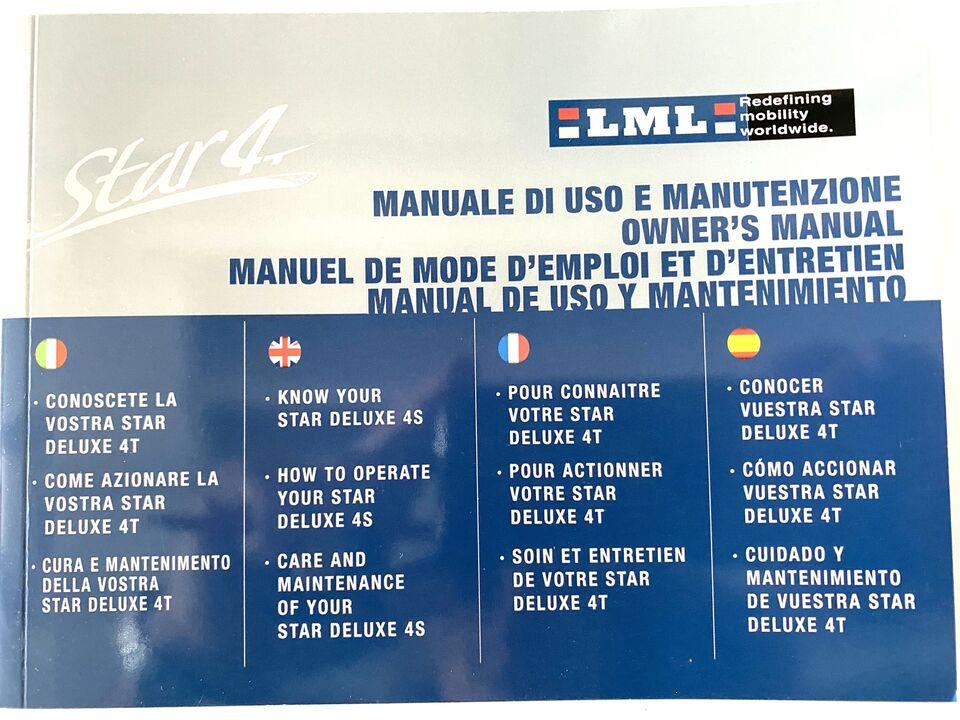 Star 4T
LML
Redefining
mobility
worldwide.
MANUALE DI USO E MANUTENZIONE
OWNER'S MANUAL
MANUEL DE MODE D'EMPLOI ET D'ENTRETIEN
MANUAL DE USO Y MANTENIMIENTO
· CONOSCETE LA
VOSTRA STAR
DELUXE 4T
· COME AZIONARE LA
VOSTRA STAR
DELUXE 4T
· CURA E MANTENIMENTO
DELLA VOSTRA
STAR DELUXE 4T
· KNOW YOUR
STAR DELUXE 4S
· HOW TO OPERATE
YOUR STAR
DELUXE 4S
· CARE AND
MAINTENANCE
OF YOUR
STAR DELUXE 4S
· POUR CONNAITRE
VOTRE STAR
DELUXE 4T
· POUR ACTIONNER
VOTRE STAR
DELUXE 4T
· SOIN ET ENTRETIEN
DE VOTRE STAR
DELUXE 4T
· CONOCER
VUESTRA STAR
DELUXE 4T
· CÓMO ACCIONAR
VUESTRA STAR
DELUXE 4T
· CUIDADO Y
MANTENIMIENTO
DE VUESTRA STAR
DELUXE 4T